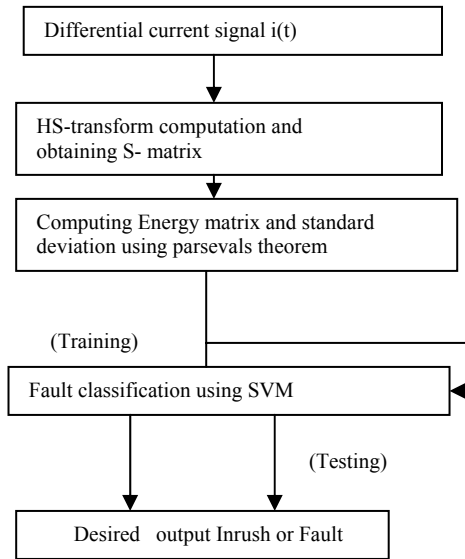 Differential current signal i(t)
HS-transform computation and
obtaining S- matrix
Computing Energy matrix and standard
deviation using parsevals theorem
(Training)
Fault classification using SVM
(Testing)
Desired output Inrush or Fault